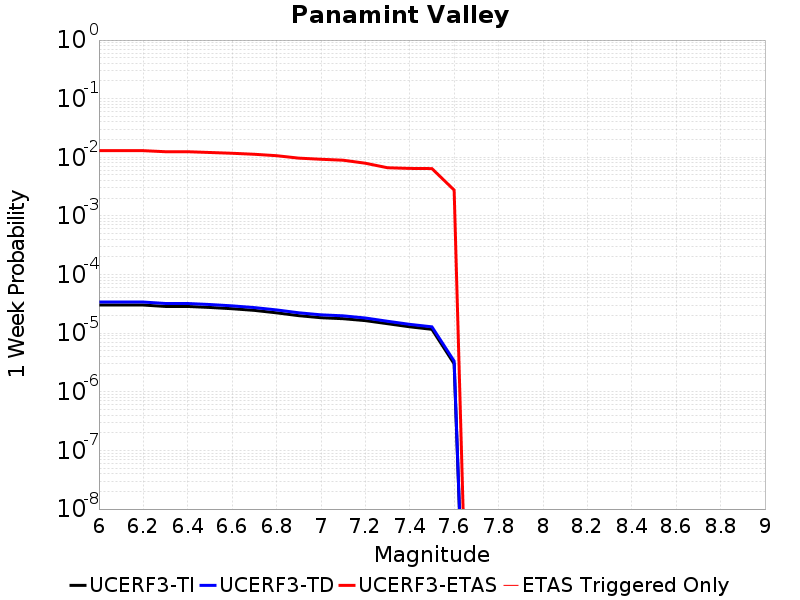 Panamint Valley
10^0
10^-1
10^-2
10^-3
10^-4
10^-5
10^-6
10^-7
10^-8
1 Week Probability
6 6.2 6.4 6.6 6.8 7 7.2 7.4 7.6 7.8 8 8.2 8.4 8.6 8.8 9
Magnitude
UCERF3-TI UCERF3-TD UCERF3-ETAS ETAS Triggered Only